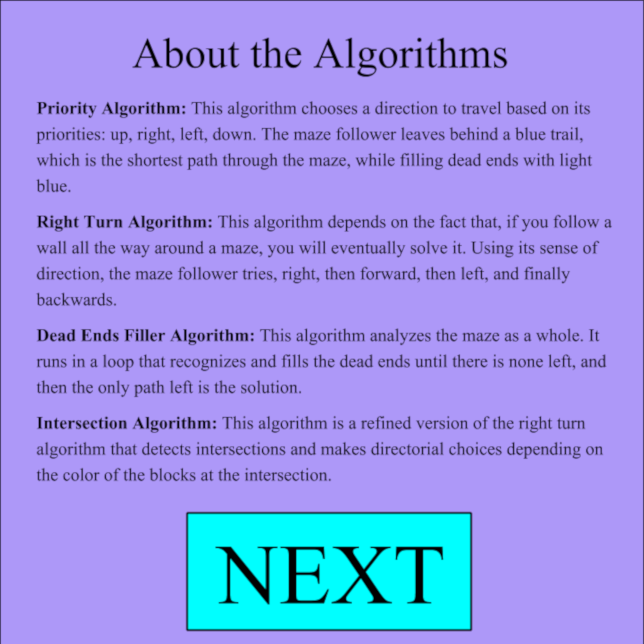 About the Algorithms
Priority Algorithm: This algorithm chooses a direction to travel based on its
priorities: up, right, left, down. The maze follower leaves behind a blue trail,
which is the shortest path through the maze, while filling dead ends with light
blue.
Right Turn Algorithm: This algorithm depends on the fact that, if you follow a
wall all the way around a maze, you will eventually solve it. Using its sense of
direction, the maze follower tries, right, then forward, then left, and finally
backwards.
Dead Ends Filler Algorithm: This algorithm analyzes the maze as a whole. It
runs in a loop that recognizes and fills the dead ends until there is none left, and
then the only path left is the solution.
Intersection Algorithm: This algorithm is a refined version of the right turn
algorithm that detects intersections and makes directorial choices depending on
the color of the blocks at the intersection.
NEXT